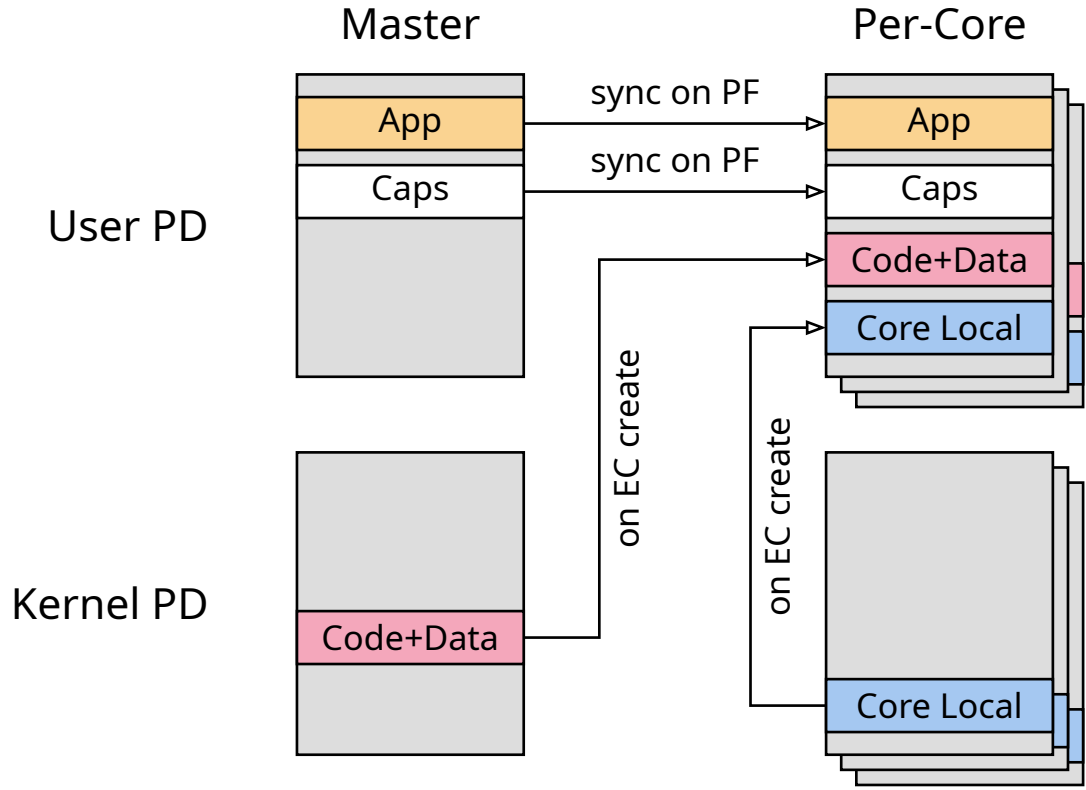 Master
Per-Core
User PD
App
sync on PF
App
Caps
sync on PF
Caps
Code+Data
Core Local
on EC create
on EC create
Kernel PD
Code+Data
Core Local